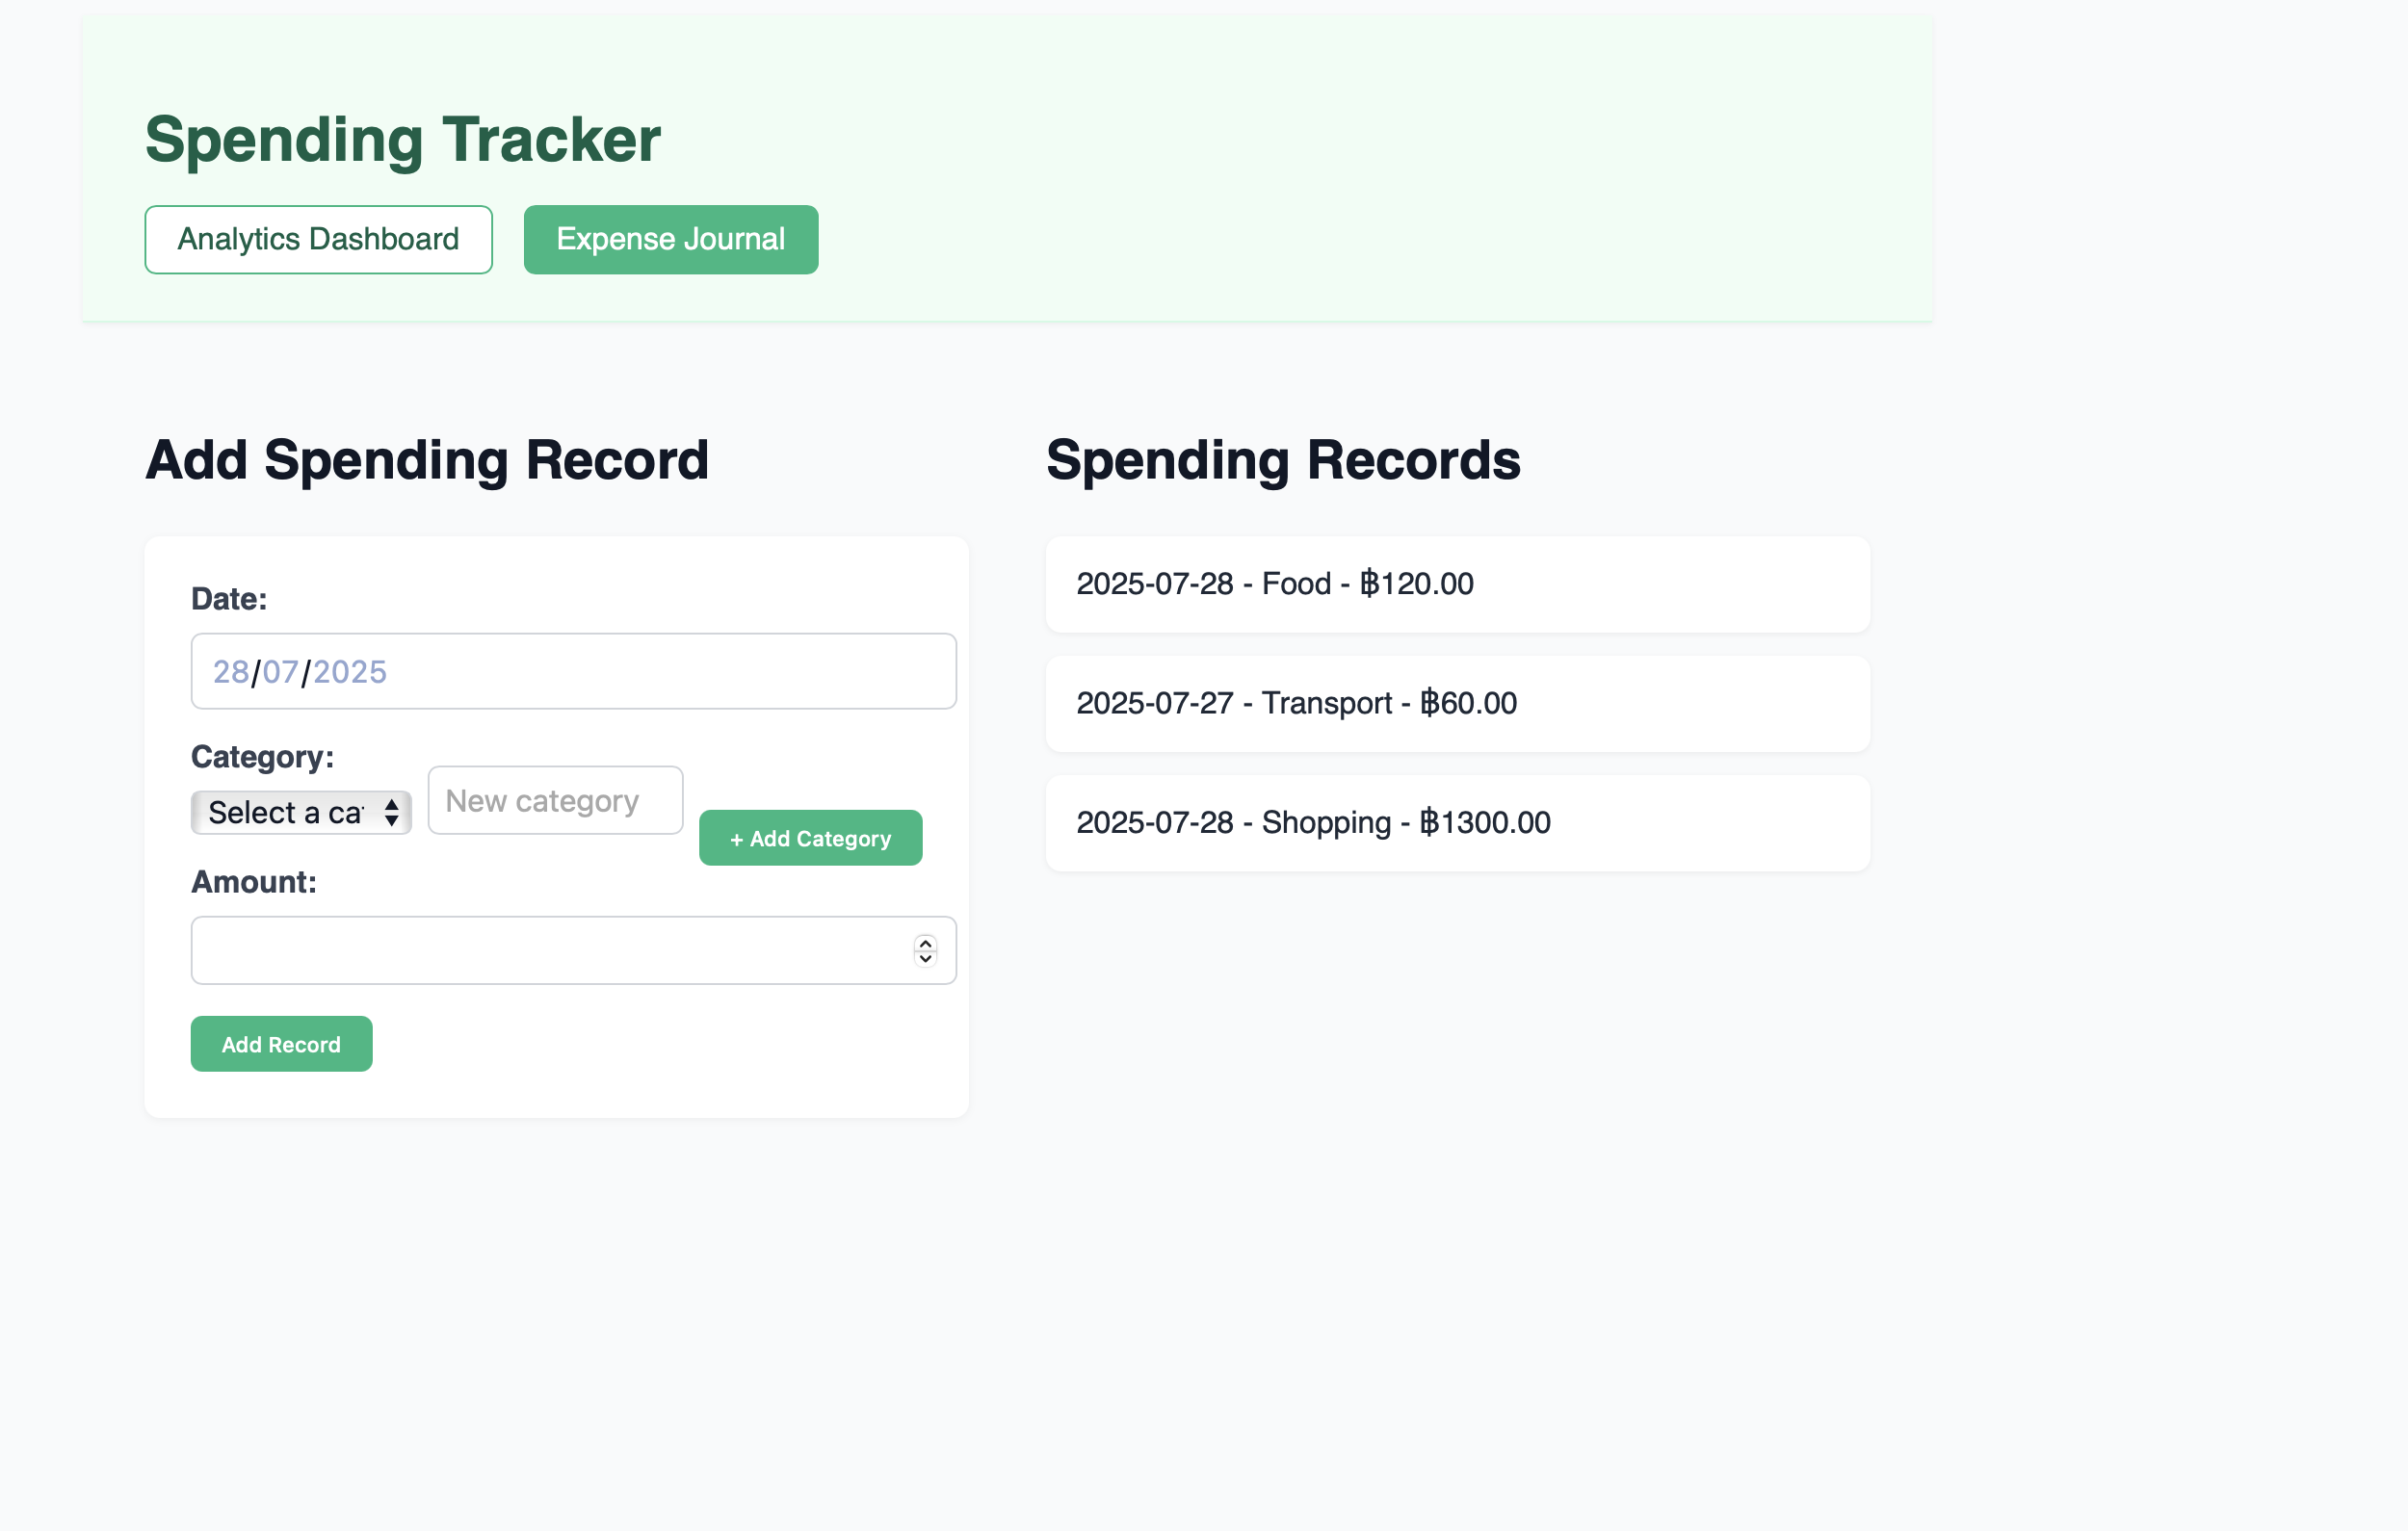 Spending Tracker
Analytics Dashboard
Expense Journal
Add Spending Record
Date:
28/07/2025
Category:
Select a ca
New category
+ Add Category
Amount:
Add Record
Spending Records
2025-07-28 - Food - ฿120.00
2025-07-27 - Transport - ฿60.00
2025-07-28 - Shopping - ฿1300.00